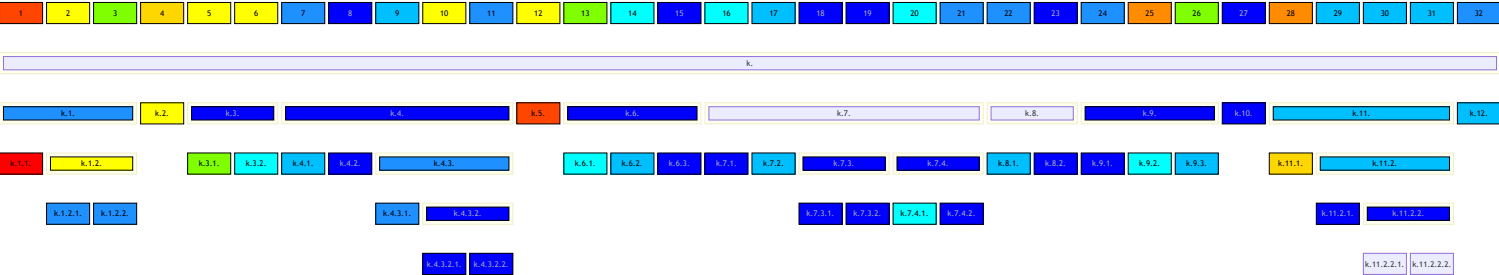 1 2 3 4 5 6 7 8 9 10 11 12 13 14 15 16 17 18 19 20 21 22 23 24 25 26 27 28 29 30 31 32
k.
k.1. k.2. k.3. k.4. k.5. k.6. k.7. k.8. k.9. k.10. k.11. k.12.
k.1.1. k.1.2. k.3.1. k.3.2. k.4.1. k.4.2. k.4.3. k.6.1. k.6.2. k.6.3. k.7.1. k.7.2. k.7.3. k.7.4. k.8.1. k.8.2. k.9.1. k.9.2. k.9.3. k.11.1. k.11.2.
k.1.2.1. k.1.2.2. k.4.3.1. k.4.3.2. k.7.3.1. k.7.3.2. k.7.4.1. k.7.4.2. k.11.2.1. k.11.2.2.
k.4.3.2.1. k.4.3.2.2. k.11.2.2.1. k.11.2.2.2.